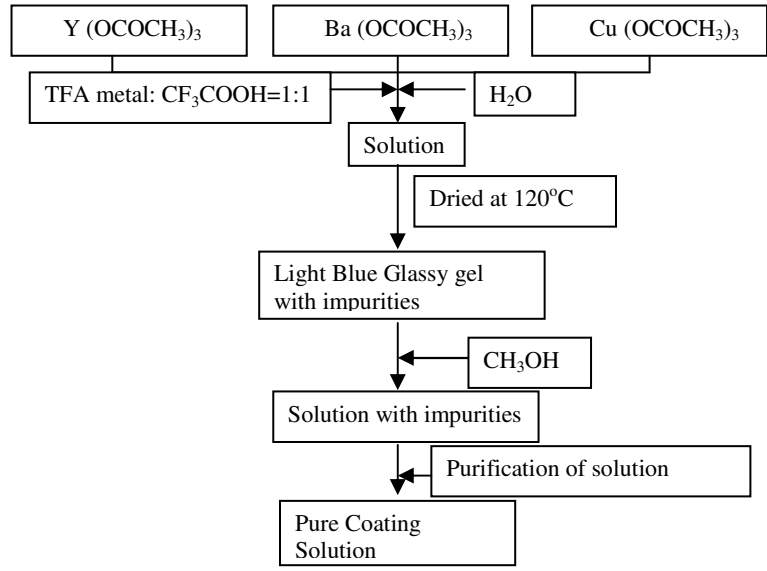 Y (OCOCH₃)₃
Ba (OCOCH₃)₃
Cu (OCOCH₃)₃
TFA metal: CF₃COOH=1:1
H₂O
Solution
Dried at 120°C
Light Blue Glassy gel
with impurities
CH₃OH
Solution with impurities
Purification of solution
Pure Coating
Solution